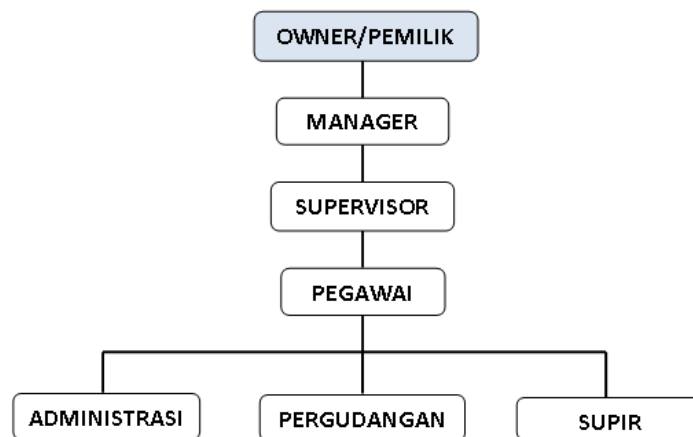 OWNER/PEMILIK
MANAGER
SUPERVISOR
PEGAWAI
ADMINISTRASI
PERGUDANGAN
SUPIR